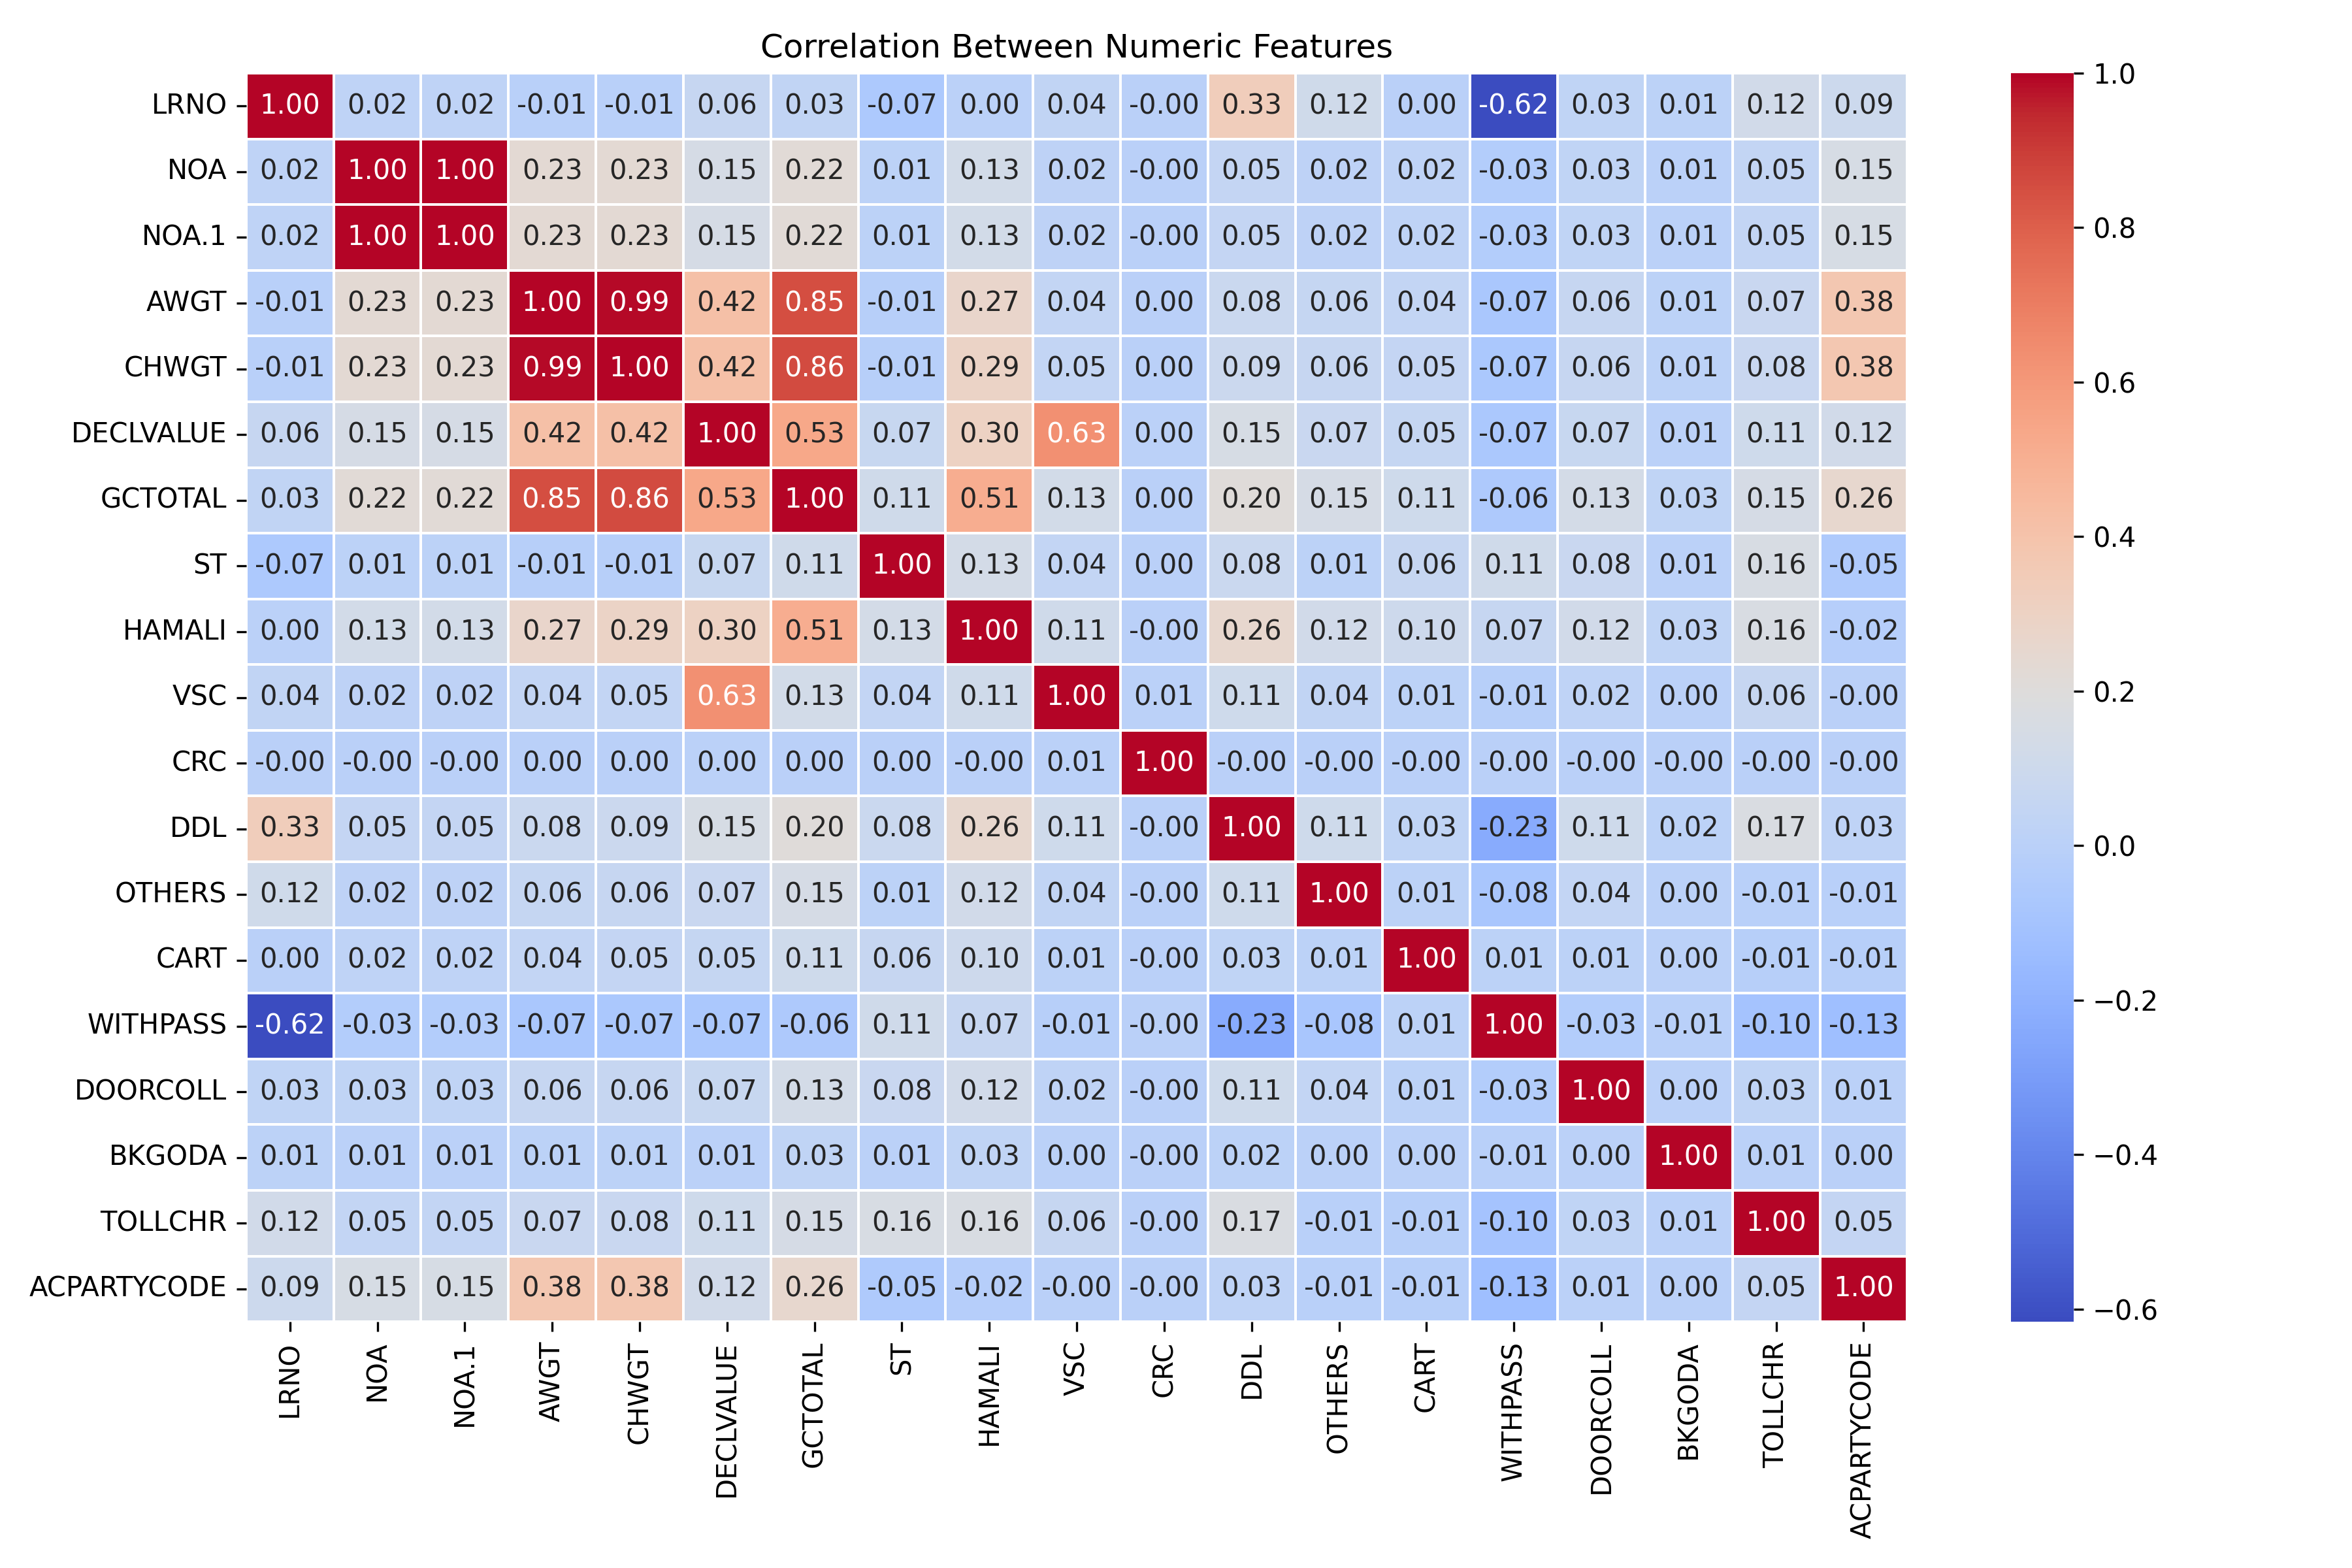 Correlation Between Numeric Features
LRNO 1.00 0.02 0.02 -0.01 -0.01 0.06 0.03 -0.07 0.00 0.04 -0.00 0.33 0.12 0.00 -0.62 0.03 0.01 0.12 0.09
NOA 0.02 1.00 1.00 0.23 0.23 0.15 0.22 0.01 0.13 0.02 -0.00 0.05 0.02 0.02 -0.03 0.03 0.01 0.05 0.15
NOA.1 0.02 1.00 1.00 0.23 0.23 0.15 0.22 0.01 0.13 0.02 -0.00 0.05 0.02 0.02 -0.03 0.03 0.01 0.05 0.15
AWGT -0.01 0.23 0.23 1.00 0.99 0.42 0.85 -0.01 0.27 0.04 0.00 0.08 0.06 0.04 -0.07 0.06 0.01 0.07 0.38
CHWGT -0.01 0.23 0.23 0.99 1.00 0.42 0.86 -0.01 0.29 0.05 0.00 0.09 0.06 0.05 -0.07 0.06 0.01 0.08 0.38
DECLVALUE 0.06 0.15 0.15 0.42 0.42 1.00 0.53 0.07 0.30 0.63 0.00 0.15 0.07 0.05 -0.07 0.07 0.01 0.11 0.12
GCTOTAL 0.03 0.22 0.22 0.85 0.86 0.53 1.00 0.11 0.51 0.13 0.00 0.20 0.15 0.11 -0.06 0.13 0.03 0.15 0.26
ST -0.07 0.01 0.01 -0.01 -0.01 0.07 0.11 1.00 0.13 0.04 0.00 0.08 0.01 0.06 0.11 0.08 0.01 0.16 -0.05
HAMALI 0.00 0.13 0.13 0.27 0.29 0.30 0.51 0.13 1.00 0.11 -0.00 0.26 0.12 0.10 0.07 0.12 0.03 0.16 -0.02
VSC 0.04 0.02 0.02 0.04 0.05 0.63 0.13 0.04 0.11 1.00 0.01 0.11 0.04 0.01 -0.01 0.02 0.00 0.06 -0.00
CRC -0.00 -0.00 -0.00 0.00 0.00 0.00 0.00 0.00 -0.00 0.01 1.00 -0.00 -0.00 -0.00 -0.00 -0.00 -0.00 -0.00 -0.00
DDL 0.33 0.05 0.05 0.08 0.09 0.15 0.20 0.08 0.26 0.11 -0.00 1.00 0.11 0.03 -0.23 0.11 0.02 0.17 0.03
OTHERS 0.12 0.02 0.02 0.06 0.06 0.07 0.15 0.01 0.12 0.04 -0.00 0.11 1.00 0.01 -0.08 0.04 0.00 -0.01 -0.01
CART 0.00 0.02 0.02 0.04 0.05 0.05 0.11 0.06 0.10 0.01 -0.00 0.03 0.01 1.00 0.01 0.01 0.00 -0.01 -0.01
WITHPASS -0.62 -0.03 -0.03 -0.07 -0.07 -0.07 -0.06 0.11 0.07 -0.01 -0.00 -0.23 -0.08 0.01 1.00 -0.03 -0.01 -0.10 -0.13
DOORCOLL 0.03 0.03 0.03 0.06 0.06 0.07 0.13 0.08 0.12 0.02 -0.00 0.11 0.04 0.01 -0.03 1.00 0.00 0.03 0.01
BKGODA 0.01 0.01 0.01 0.01 0.01 0.01 0.03 0.01 0.03 0.00 -0.00 0.02 0.00 0.00 -0.01 0.00 1.00 0.01 0.00
TOLLCHR 0.12 0.05 0.05 0.07 0.08 0.11 0.15 0.16 0.16 0.06 -0.00 0.17 -0.01 -0.01 -0.10 0.03 0.01 1.00 0.05
ACPARTYCODE 0.09 0.15 0.15 0.38 0.38 0.12 0.26 -0.05 -0.02 -0.00 -0.00 0.03 -0.01 -0.01 -0.13 0.01 0.00 0.05 1.00
LRNO NOA NOA.1 AWGT CHWGT DECLVALUE GCTOTAL ST HAMALI VSC CRC DDL OTHERS CART WITHPASS DOORCOLL BKGODA TOLLCHR ACPARTYCODE
1.0
0.8
0.6
0.4
0.2
0.0
−0.2
−0.4
−0.6